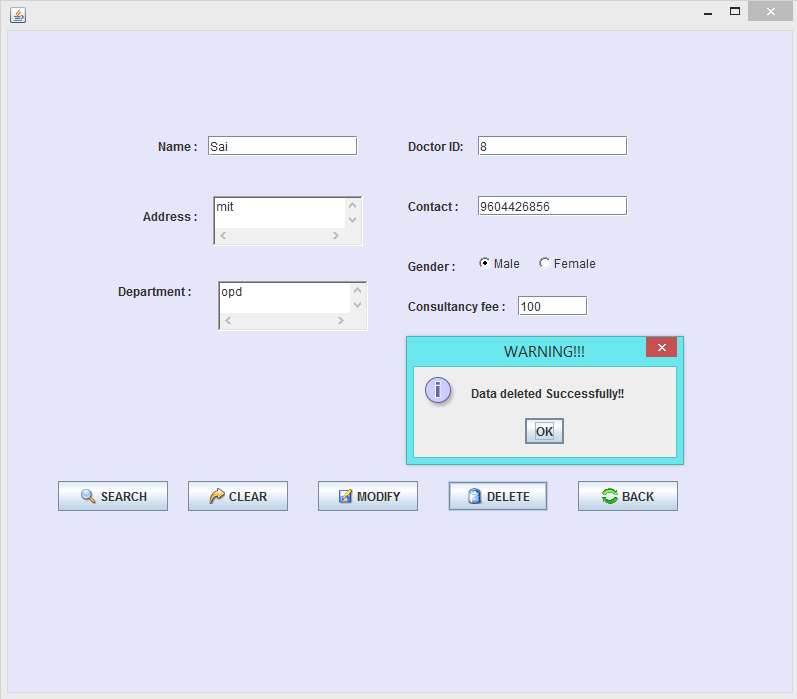 Name : Sai
Doctor ID: 8
Address : mit
Contact : 9604426856
Gender : Male Female
Department : opd
Consultancy fee : 100
WARNING!!!
Data deleted Successfully!!
OK
SEARCH CLEAR MODIFY DELETE BACK